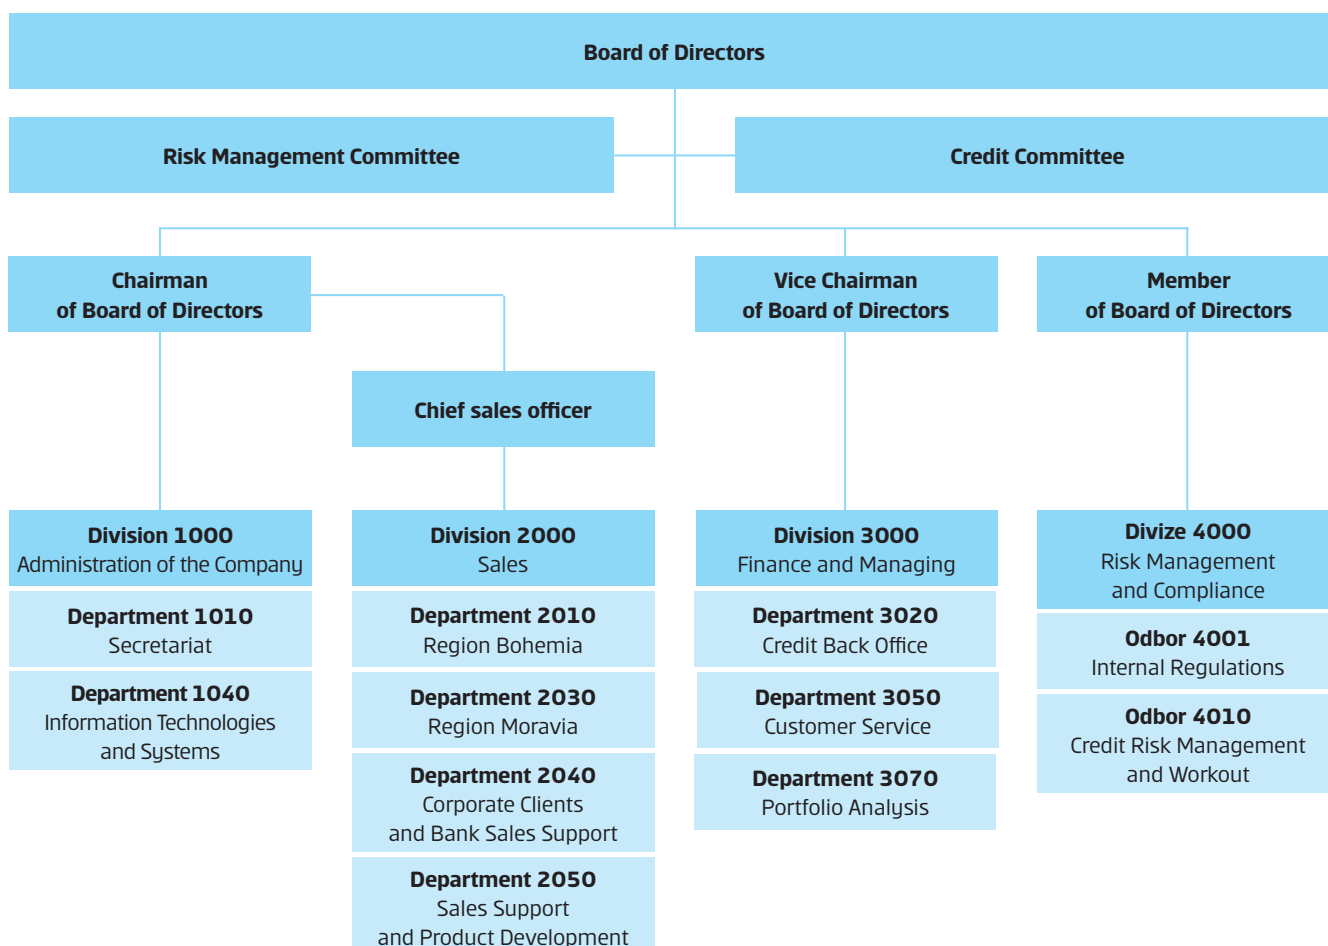 Board of Directors
Risk Management Committee
Credit Committee
Chairman
of Board of Directors
Vice Chairman
of Board of Directors
Member
of Board of Directors
Chief sales officer
Division 1000
Administration of the Company
Department 1010
Secretariat
Department 1040
Information Technologies
and Systems
Division 2000
Sales
Department 2010
Region Bohemia
Department 2030
Region Moravia
Department 2040
Corporate Clients
and Bank Sales Support
Department 2050
Sales Support
and Product Development
Division 3000
Finance and Managing
Department 3020
Credit Back Office
Department 3050
Customer Service
Department 3070
Portfolio Analysis
Divize 4000
Risk Management
and Compliance
Odbor 4001
Internal Regulations
Odbor 4010
Credit Risk Management
and Workout